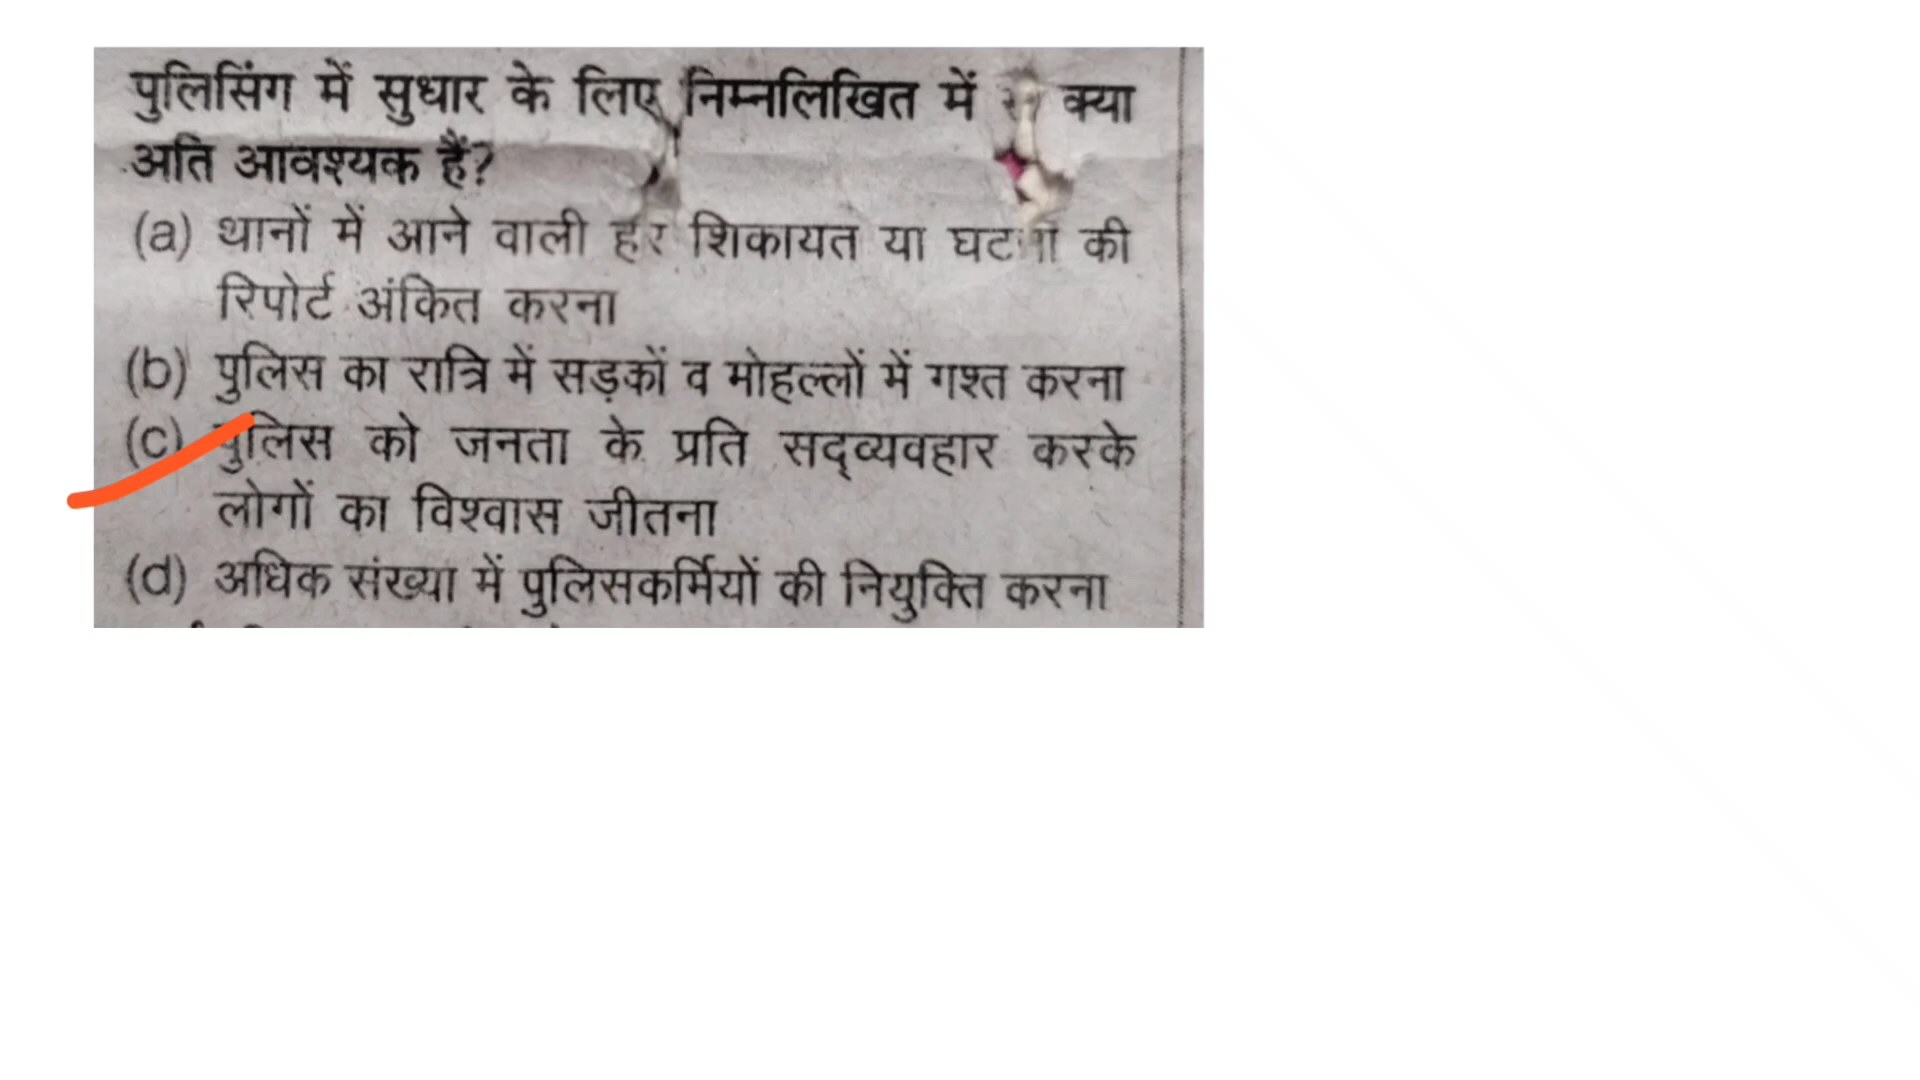 पुलिसिंग में सुधार के लिए निम्नलिखित में क्या
अति आवश्यक हैं?
(a) थानों में आने वाली हर शिकायत या घटना की
रिपोर्ट अंकित करना
(b) पुलिस का रात्रि में सड़कों व मोहल्लों में गश्त करना
(c) पुलिस को जनता के प्रति सद्व्यवहार करके
लोगों का विश्वास जीतना
(d) अधिक संख्या में पुलिसकर्मियों की नियुक्ति करना